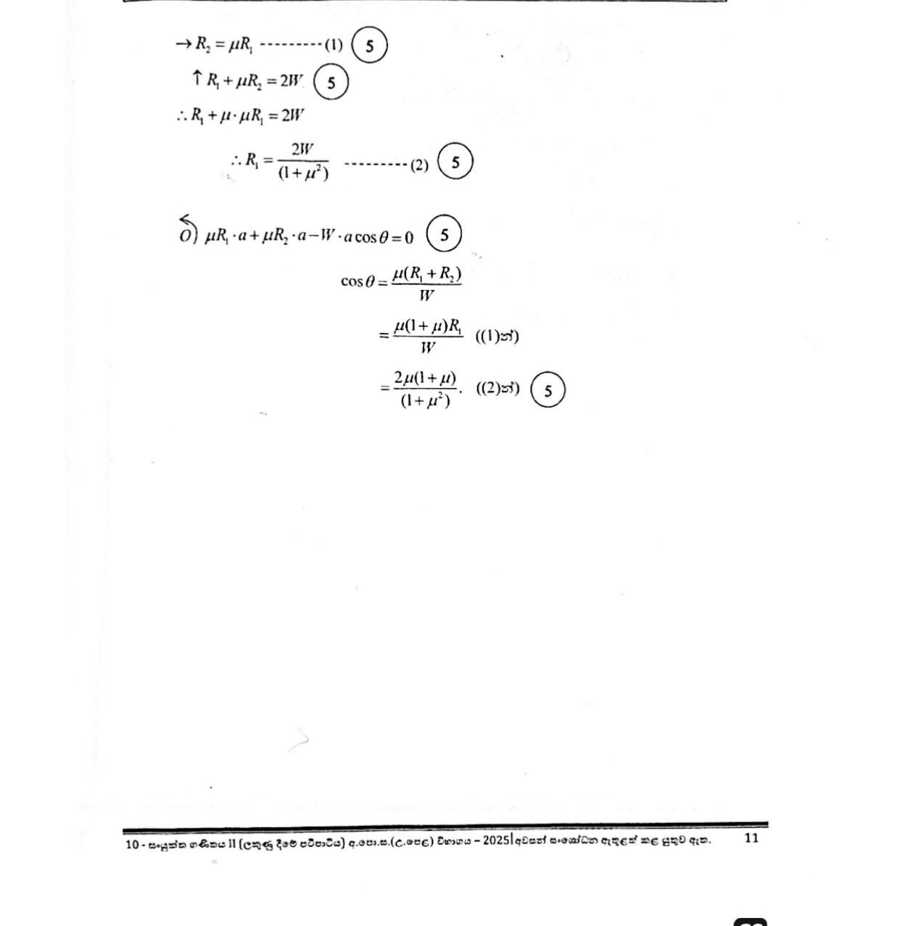 → R₂ = μR₁ --------- (1) 5
↑ R₁ + μR₂ = 2W 5
∴ R₁ + μ · μR₁ = 2W
∴ R₁ = 2W / (1 + μ²) --------- (2) 5
O) μR₁ · a + μR₂ · a − W · a cos θ = 0 5
cos θ = μ(R₁ + R₂) / W
= μ(1 + μ)R₁ / W ((1)න්)
= 2μ(1 + μ) / (1 + μ²). ((2)න්) 5
10 - සංයුක්ත ගණිතය II (ලකුණු දීමේ පටිපාටිය) අ.පො.ස.(උ.පෙළ) විභාගය – 2025|අවසන් සංශෝධන ඇතුළත් කළ යුතුව ඇත. 11